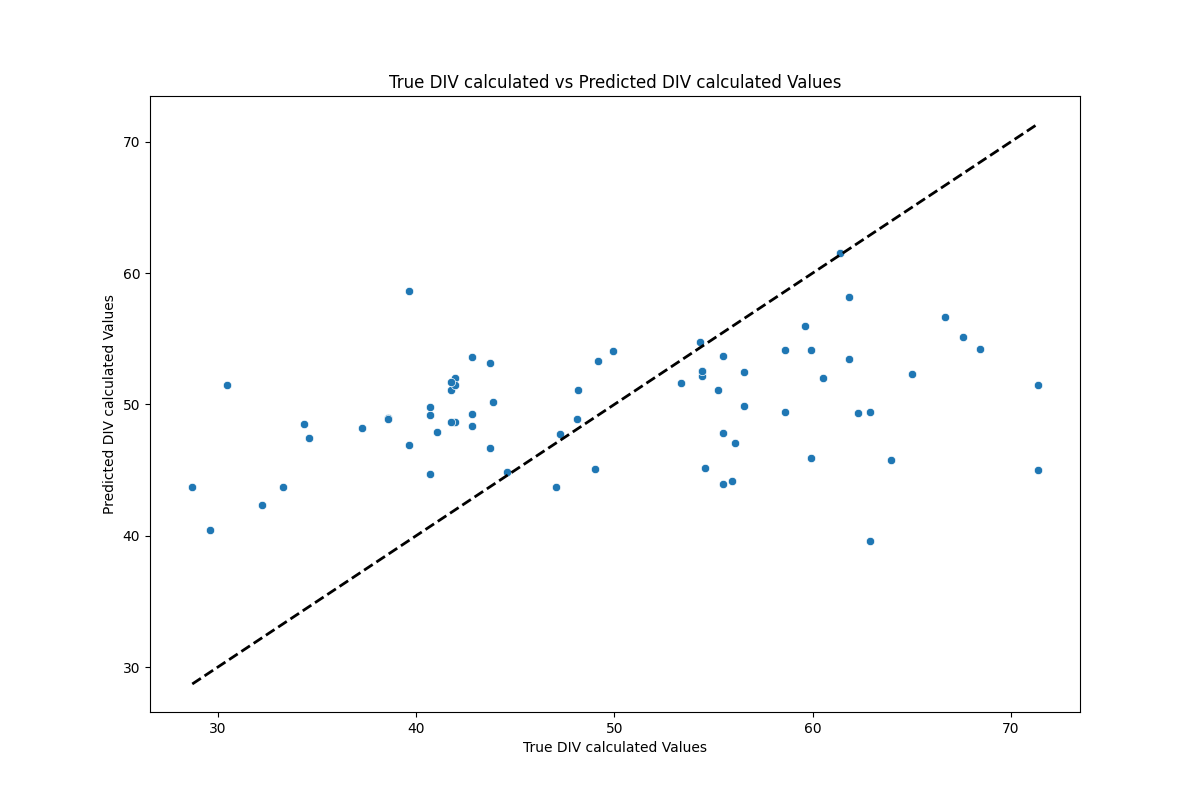 True DIV calculated vs Predicted DIV calculated Values
Predicted DIV calculated Values
70
60
50
40
30
30 40 50 60 70
True DIV calculated Values